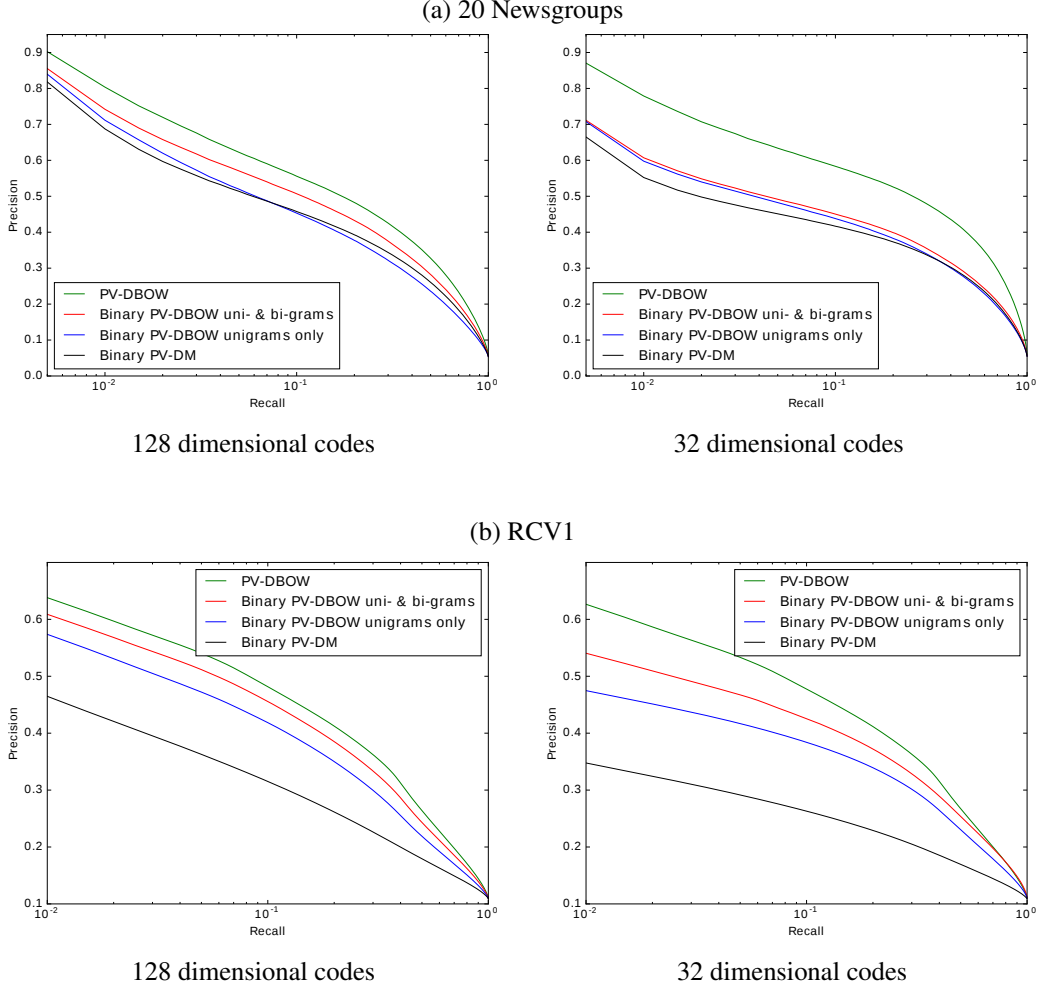 (a) 20 Newsgroups
0.9
0.8
0.7
0.6
0.5
0.4
0.3
0.2
0.1
0.0
Precision
PV-DBOW
Binary PV-DBOW uni- & bi-grams
Binary PV-DBOW unigrams only
Binary PV-DM
10⁻² 10⁻¹ 10⁰
Recall
128 dimensional codes
0.9
0.8
0.7
0.6
0.5
0.4
0.3
0.2
0.1
0.0
Precision
PV-DBOW
Binary PV-DBOW uni- & bi-grams
Binary PV-DBOW unigrams only
Binary PV-DM
10⁻² 10⁻¹ 10⁰
Recall
32 dimensional codes
(b) RCV1
0.6
0.5
0.4
0.3
0.2
0.1
Precision
PV-DBOW
Binary PV-DBOW uni- & bi-grams
Binary PV-DBOW unigrams only
Binary PV-DM
10⁻² 10⁻¹ 10⁰
Recall
128 dimensional codes
0.6
0.5
0.4
0.3
0.2
0.1
Precision
PV-DBOW
Binary PV-DBOW uni- & bi-grams
Binary PV-DBOW unigrams only
Binary PV-DM
10⁻² 10⁻¹ 10⁰
Recall
32 dimensional codes